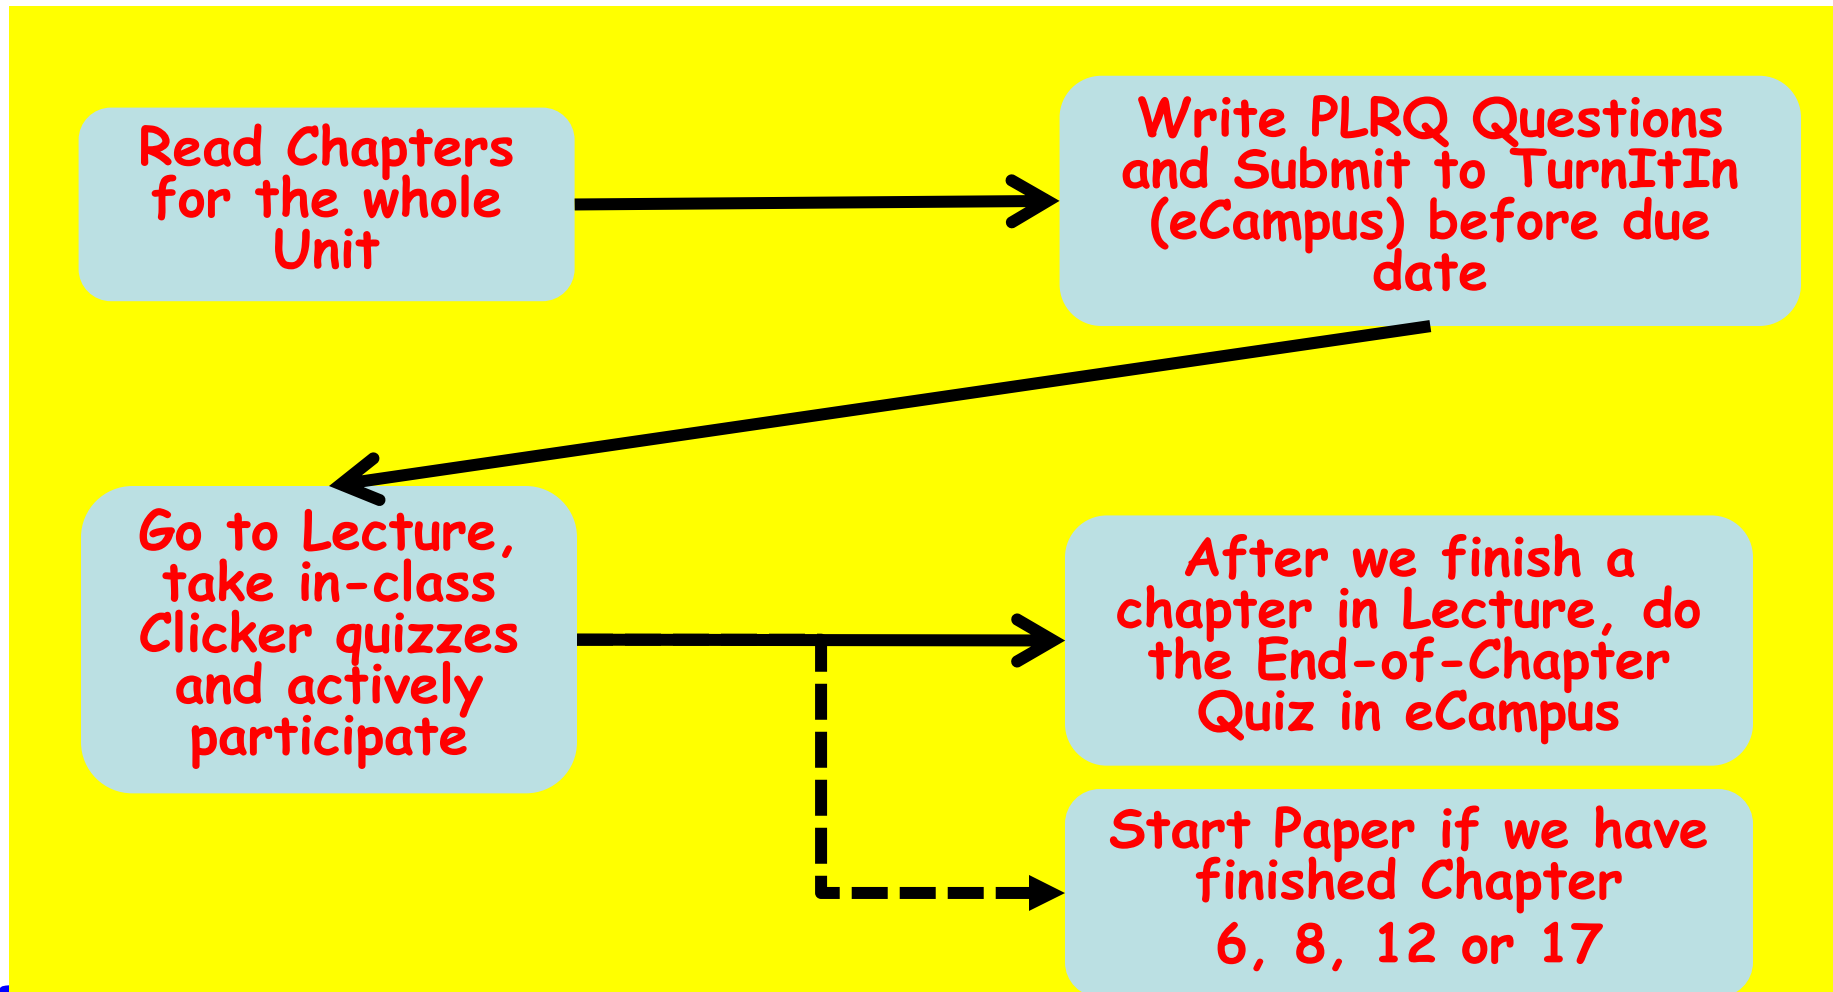 Read Chapters
for the whole
Unit
Write PLRQ Questions
and Submit to TurnItIn
(eCampus) before due
date
Go to Lecture,
take in-class
Clicker quizzes
and actively
participate
After we finish a
chapter in Lecture, do
the End-of-Chapter
Quiz in eCampus
Start Paper if we have
finished Chapter
6, 8, 12 or 17